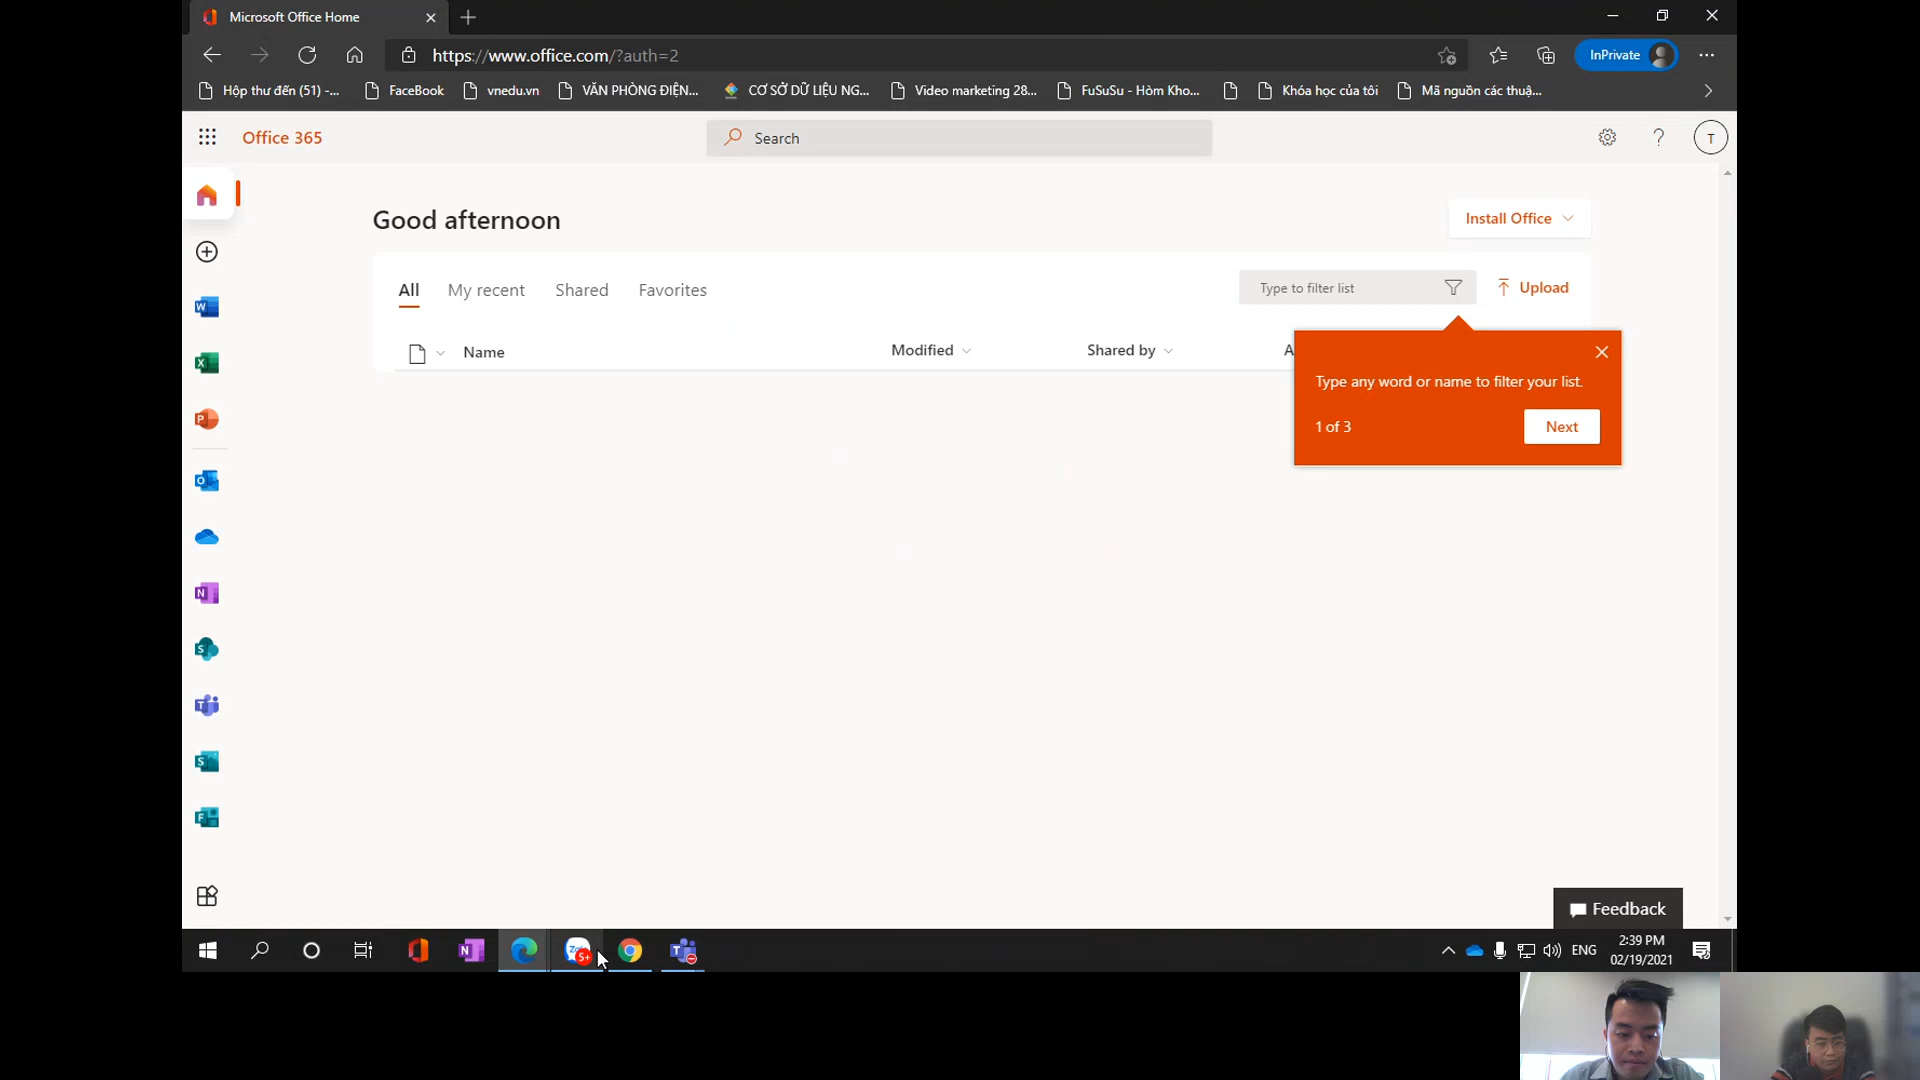 Microsoft Office Home
https://www.office.com/?auth=2
InPrivate
Hộp thư đến (51) -...
FaceBook
vnedu.vn
VĂN PHÒNG ĐIỆN...
CƠ SỞ DỮ LIỆU NG...
Video marketing 28...
FuSuSu - Hòm Kho...
Khóa học của tôi
Mã nguồn các thuậ...
Office 365
Search
?
T
Good afternoon
Install Office
All
My recent
Shared
Favorites
Type to filter list
Upload
Name
Modified
Shared by
A
Type any word or name to filter your list.
1 of 3
Next
Feedback
5+
ENG
2:39 PM
02/19/2021